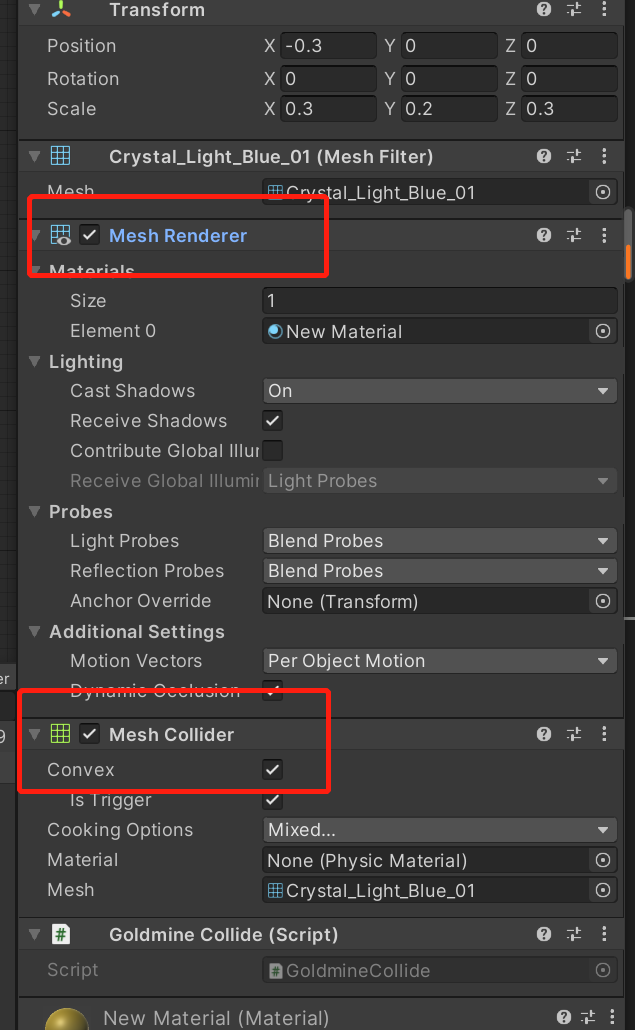 Transform
Position X -0.3 Y 0 Z 0
Rotation X 0 Y 0 Z 0
Scale X 0.3 Y 0.2 Z 0.3
Crystal_Light_Blue_01 (Mesh Filter)
Mesh Crystal_Light_Blue_01
Mesh Renderer
Materials
Size 1
Element 0 New Material
Lighting
Cast Shadows On
Receive Shadows
Contribute Global Illu
Receive Global Illumin Light Probes
Probes
Light Probes Blend Probes
Reflection Probes Blend Probes
Anchor Override None (Transform)
Additional Settings
Motion Vectors Per Object Motion
er
Dynamic Occlusion
9
Mesh Collider
Convex
Is Trigger
Cooking Options Mixed...
Material None (Physic Material)
Mesh Crystal_Light_Blue_01
# Goldmine Collide (Script)
Script # GoldmineCollide
New Material (Material)